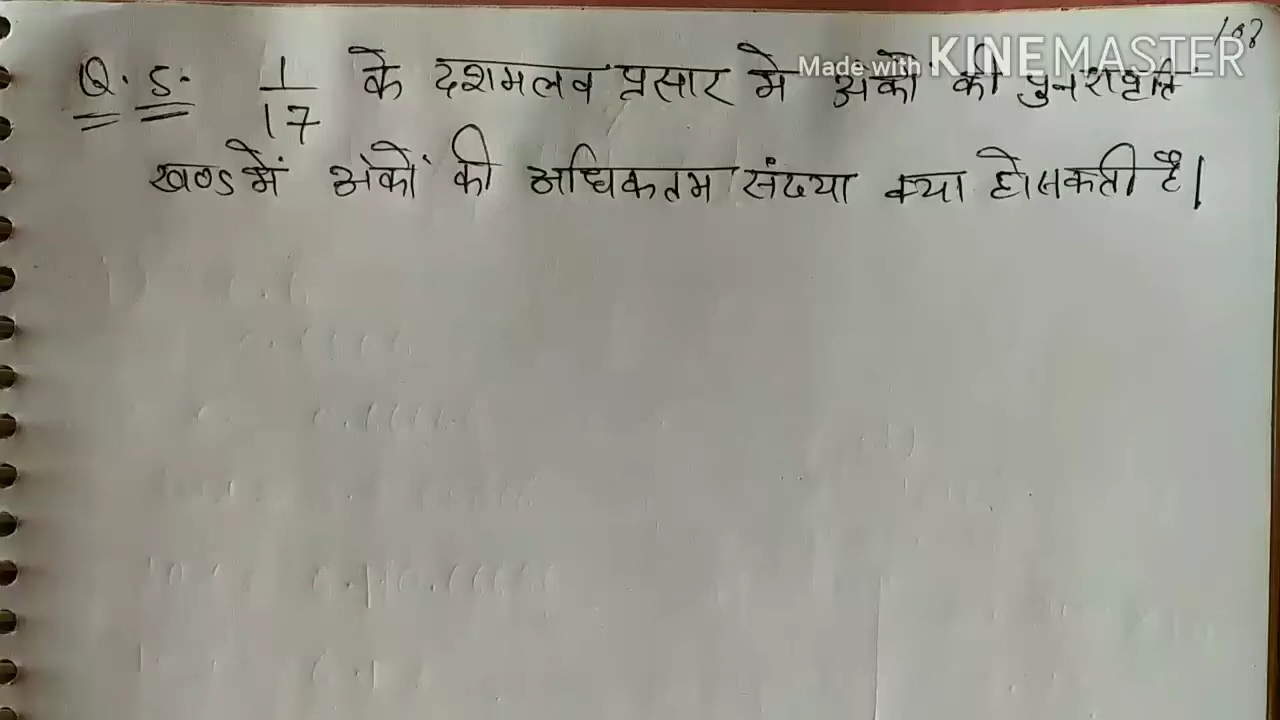 Q. 5. 1/17 के दशमलव प्रसार मे अंकों की पुनरावृत्ति
खण्ड में अंकों की अधिकतम संख्या क्या हो सकती है|
Made with KINEMASTER